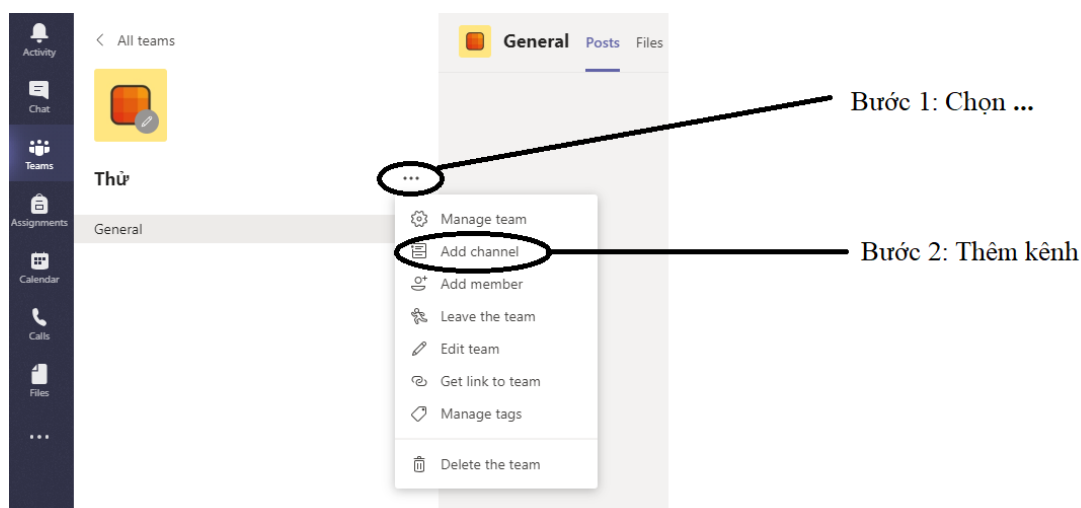 Activity
Chat
Teams
Assignments
Calendar
Calls
Files
...
All teams
Thử
...
General
Manage team
Add channel
Add member
Leave the team
Edit team
Get link to team
Manage tags
Delete the team
General Posts Files
Bước 1: Chọn ...
Bước 2: Thêm kênh